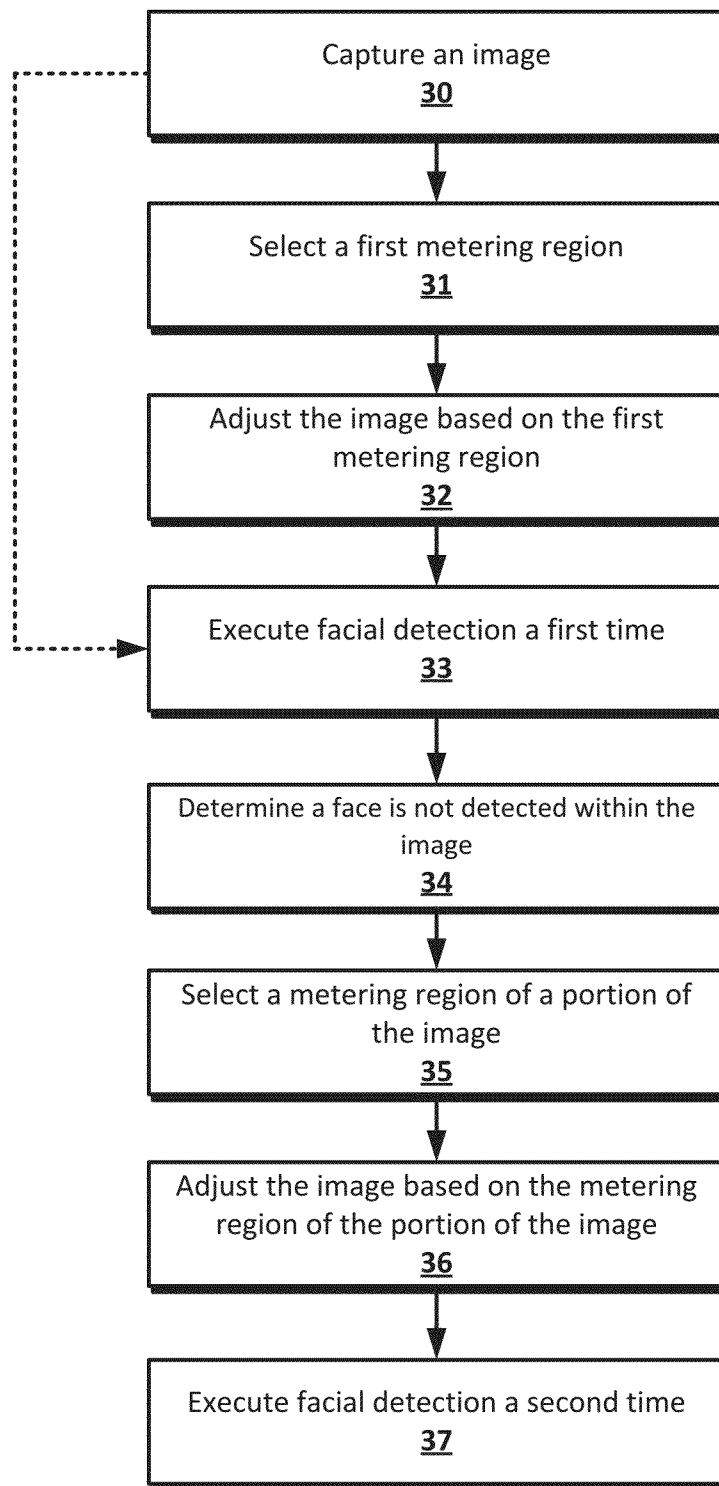 Capture an image
30
Select a first metering region
31
Adjust the image based on the first
metering region
32
Execute facial detection a first time
33
Determine a face is not detected within the
image
34
Select a metering region of a portion of
the image
35
Adjust the image based on the metering
region of the portion of the image
36
Execute facial detection a second time
37